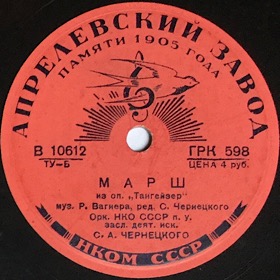 АПРЕЛЕВСКИЙ ЗАВОД
ПАМЯТИ 1905 ГОДА
В 10612 ГРК 598
ТУ-Б ЦЕНА 4 руб.
МАРШ
из оп. „Тангейзер"
муз. Р. Вагнера, ред. С. Чернецкого
Орк. НКО СССР п. у.
засл. деят. иск.
С. А. ЧЕРНЕЦКОГО
НКОМ СССР